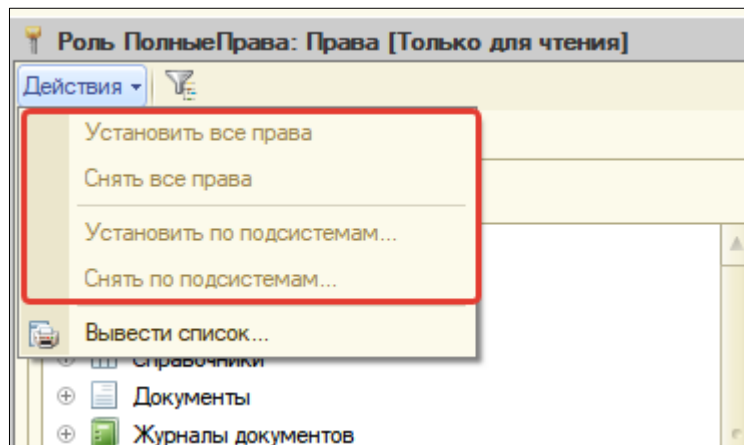 Роль ПолныеПрава: Права [Только для чтения]
Действия
Установить все права
Снять все права
Установить по подсистемам...
Снять по подсистемам...
Вывести список...
Справочники
Документы
Журналы документов